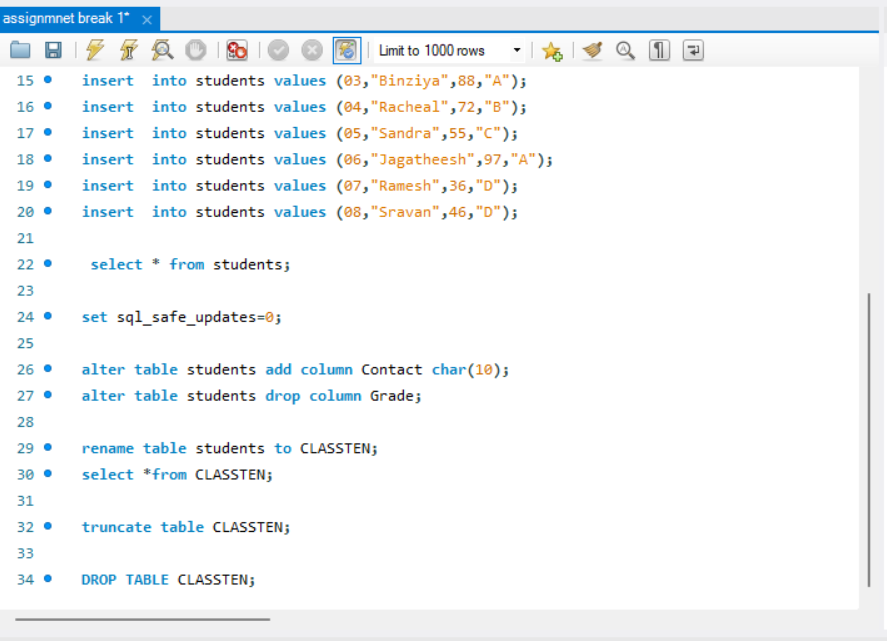 assignmnet break 1*
Limit to 1000 rows
15 insert  into students values (03,"Binziya",88,"A");
16 insert  into students values (04,"Racheal",72,"B");
17 insert  into students values (05,"Sandra",55,"C");
18 insert  into students values (06,"Jagatheesh",97,"A");
19 insert  into students values (07,"Ramesh",36,"D");
20 insert  into students values (08,"Sravan",46,"D");
21
22 select * from students;
23
24 set sql_safe_updates=0;
25
26 alter table students add column Contact char(10);
27 alter table students drop column Grade;
28
29 rename table students to CLASSTEN;
30 select *from CLASSTEN;
31
32 truncate table CLASSTEN;
33
34 DROP TABLE CLASSTEN;